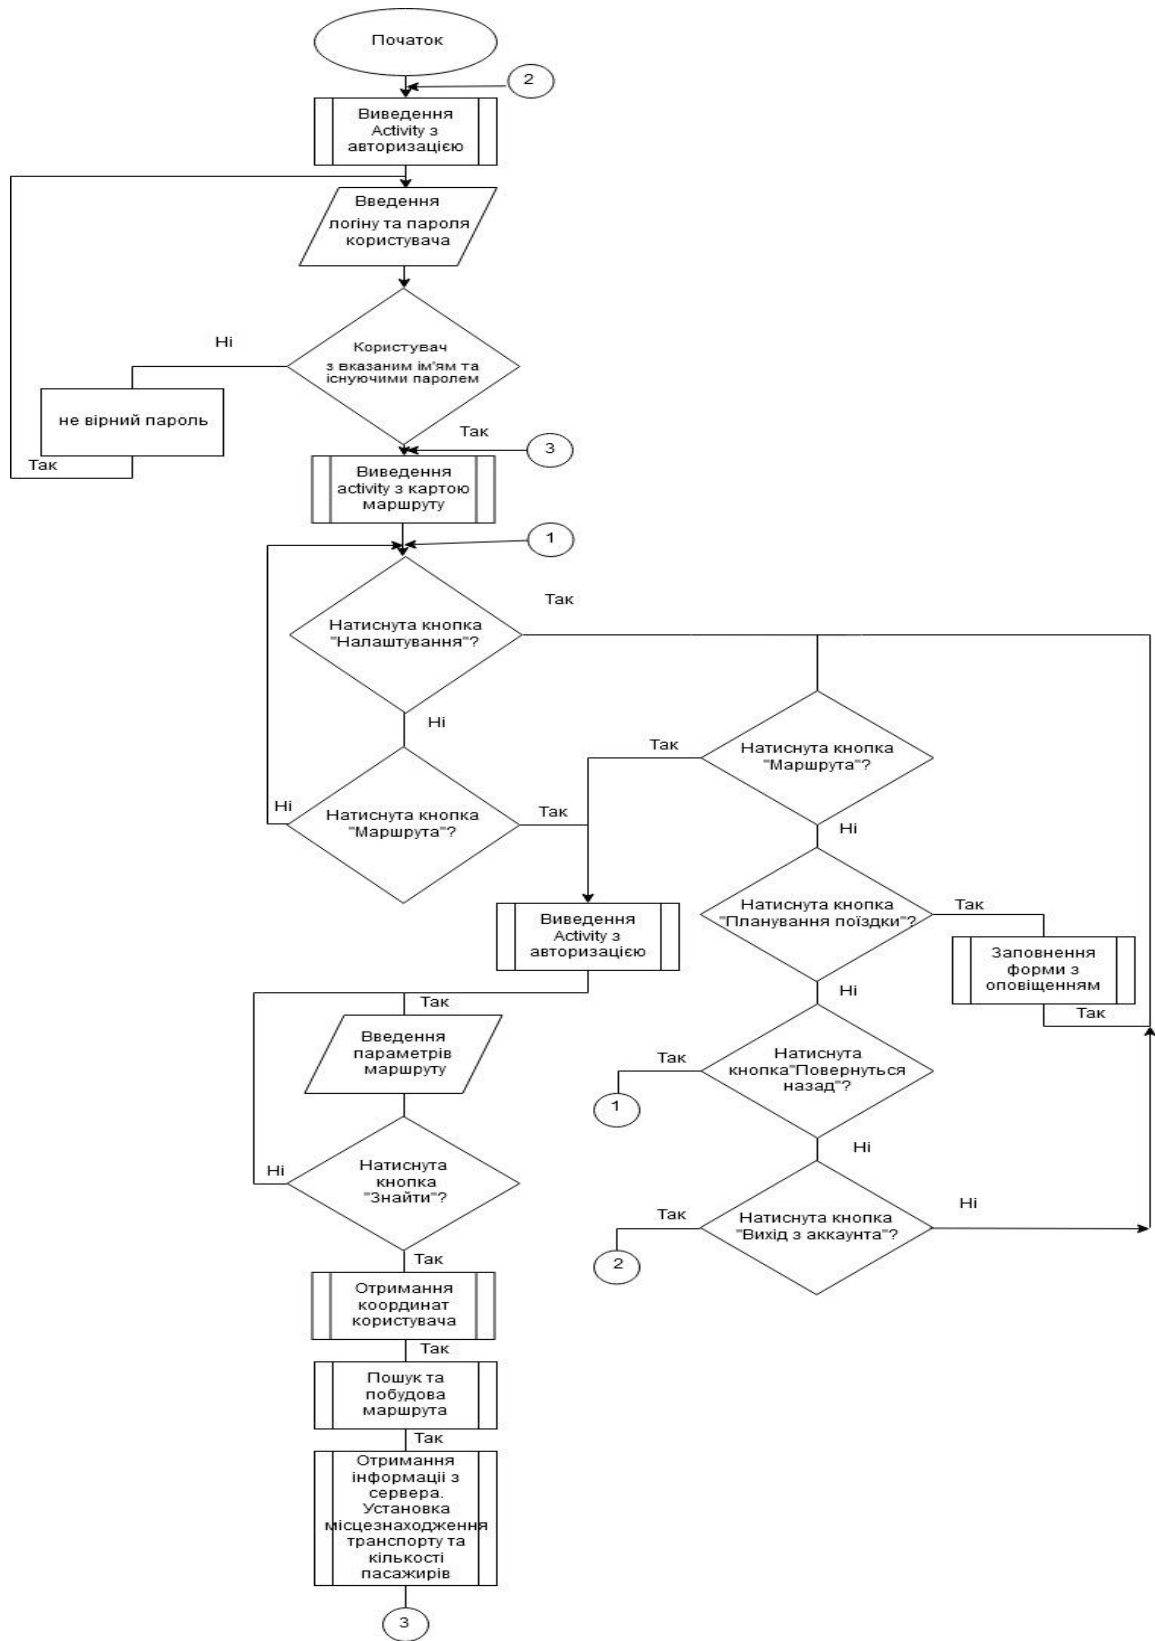 Початок
2
Виведення
Activity з
авторизацією
Введення
логіну та пароля
користувача
Ні
Користувач
з вказаним ім'ям та
існуючими паролем
не вірний пароль
Так
Так
3
Виведення
activity з картою
маршруту
1
Так
Натиснута кнопка
"Налаштування"?
Ні
Так
Натиснута кнопка
"Маршрута"?
Ні
Натиснута кнопка
"Маршрута"?
Так
Ні
Натиснута кнопка
"Планування поїздки"?
Так
Виведення
Activity з
авторизацією
Заповнення
форми з
оповіщенням
Ні
Так
Так
Введення
параметрів
маршруту
Натиснута
кнопка"Повернуться
назад"?
Так
1
Ні
Натиснута
кнопка
"Знайти"?
Ні
Натиснута кнопка
"Вихід з аккаунта"?
Так
Ні
2
Так
Отримання
координат
користувача
Так
Пошук та
побудова
маршрута
Так
Отримання
інформації з
сервера.
Установка
місцезнаходження
транспорту та
кількості
пасажирів
3